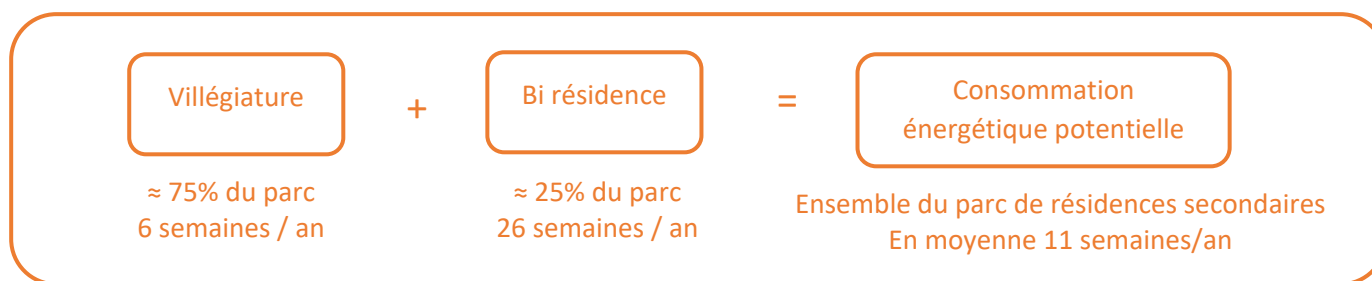 Villégiature
+
Bi résidence
=
Consommation
énergétique potentielle
≈ 75% du parc
6 semaines / an
≈ 25% du parc
26 semaines / an
Ensemble du parc de résidences secondaires
En moyenne 11 semaines/an